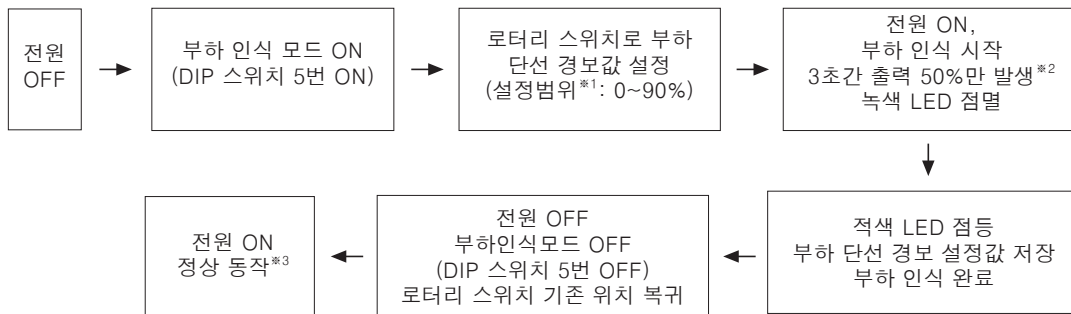 전원
OFF
부하 인식 모드 ON
(DIP 스위치 5번 ON)
로터리 스위치로 부하
단선 경보값 설정
(설정범위※1: 0~90%)
전원 ON,
부하 인식 시작
3초간 출력 50%만 발생※2
녹색 LED 점멸
적색 LED 점등
부하 단선 경보 설정값 저장
부하 인식 완료
전원 OFF
부하인식모드 OFF
(DIP 스위치 5번 OFF)
로터리 스위치 기존 위치 복귀
전원 ON
정상 동작※3